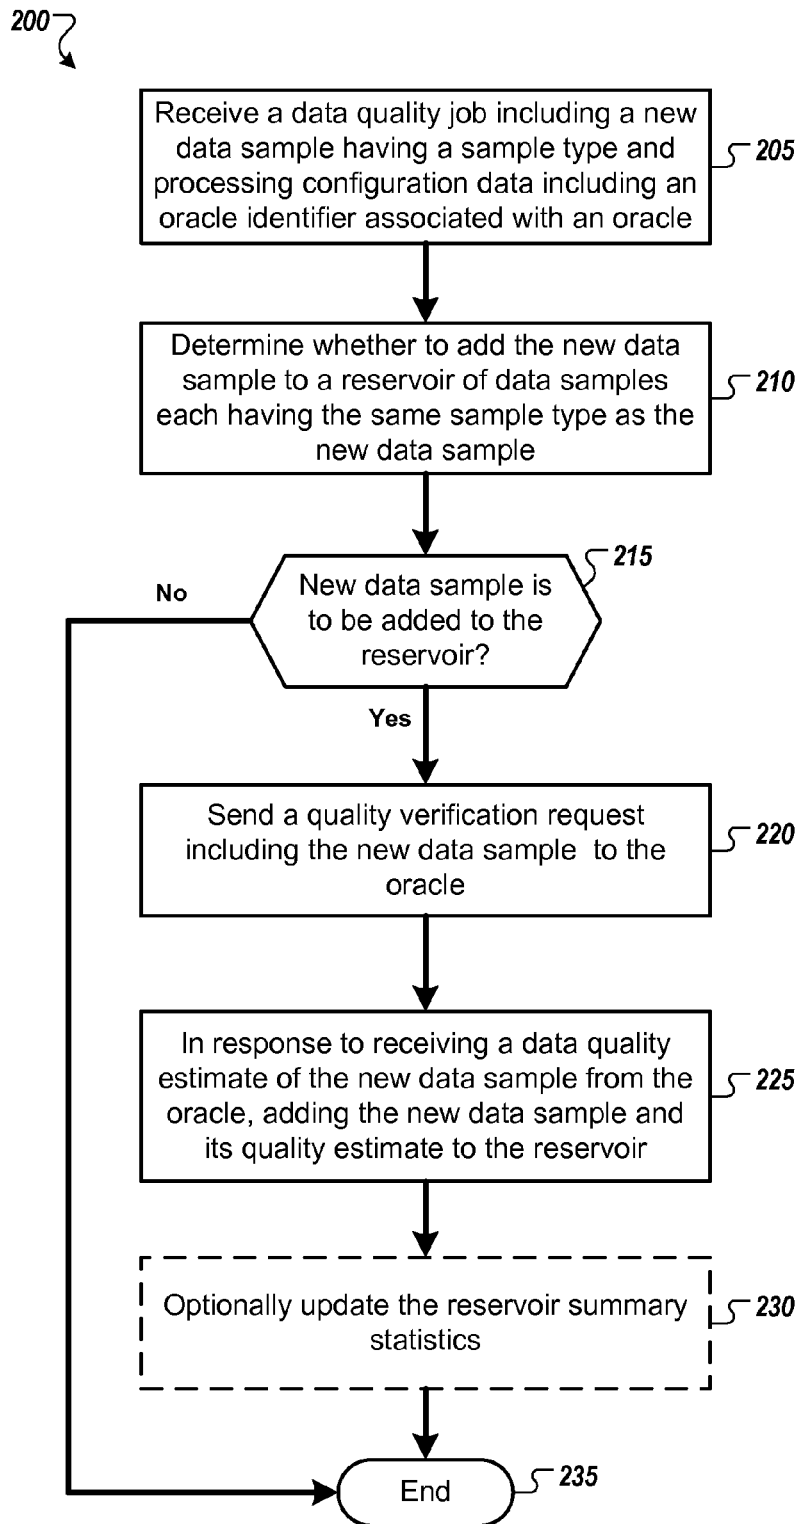 200
Receive a data quality job including a new
data sample having a sample type and
processing configuration data including an
oracle identifier associated with an oracle
205
Determine whether to add the new data
sample to a reservoir of data samples
each having the same sample type as the
new data sample
210
215
New data sample is
to be added to the
reservoir?
No
Yes
Send a quality verification request
including the new data sample to the
oracle
220
In response to receiving a data quality
estimate of the new data sample from the
oracle, adding the new data sample and
its quality estimate to the reservoir
225
Optionally update the reservoir summary
statistics
230
End
235